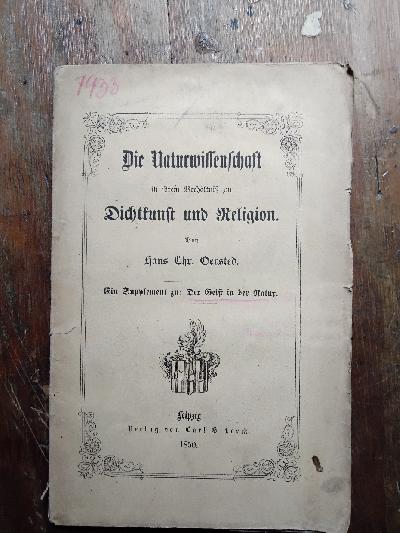 1933
Die Naturwissenschaft
in ihrem Verhältniß zu
Dichtkunst und Religion.
Von
Hans Chr. Oersted.
Ein Supplement zu: Der Geist in der Natur.
Leipzig
Verlag von Carl B. Lorck.
1850.